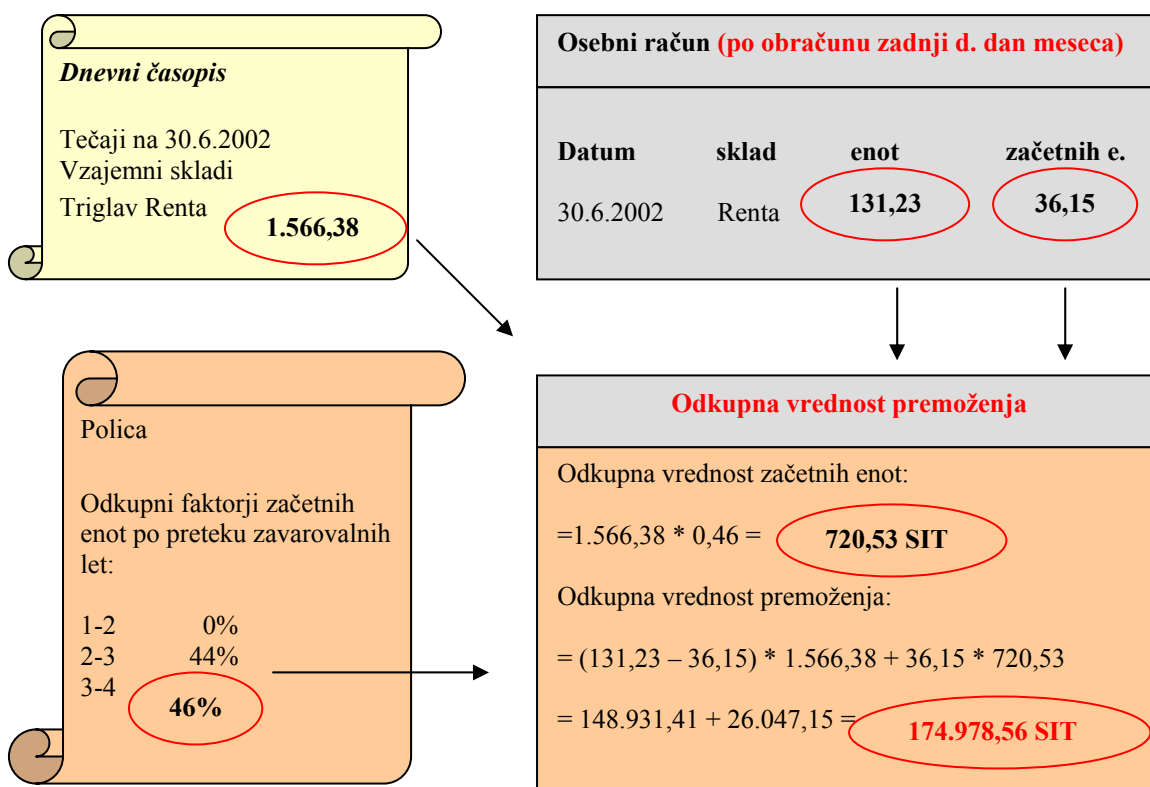 Dnevni časopis
Tečaji na 30.6.2002
Vzajemni skladi
Triglav Renta
1.566,38
Osebni račun (po obračunu zadnji d. dan meseca)
Datum sklad enot začetnih e.
30.6.2002 Renta 131,23 36,15
Polica
Odkupni faktorji začetnih
enot po preteku zavarovalnih
let:
1-2 0%
2-3 44%
3-4
46%
Odkupna vrednost premoženja
Odkupna vrednost začetnih enot:
=1.566,38 * 0,46 = 720,53 SIT
Odkupna vrednost premoženja:
= (131,23 – 36,15) * 1.566,38 + 36,15 * 720,53
= 148.931,41 + 26.047,15 = 174.978,56 SIT